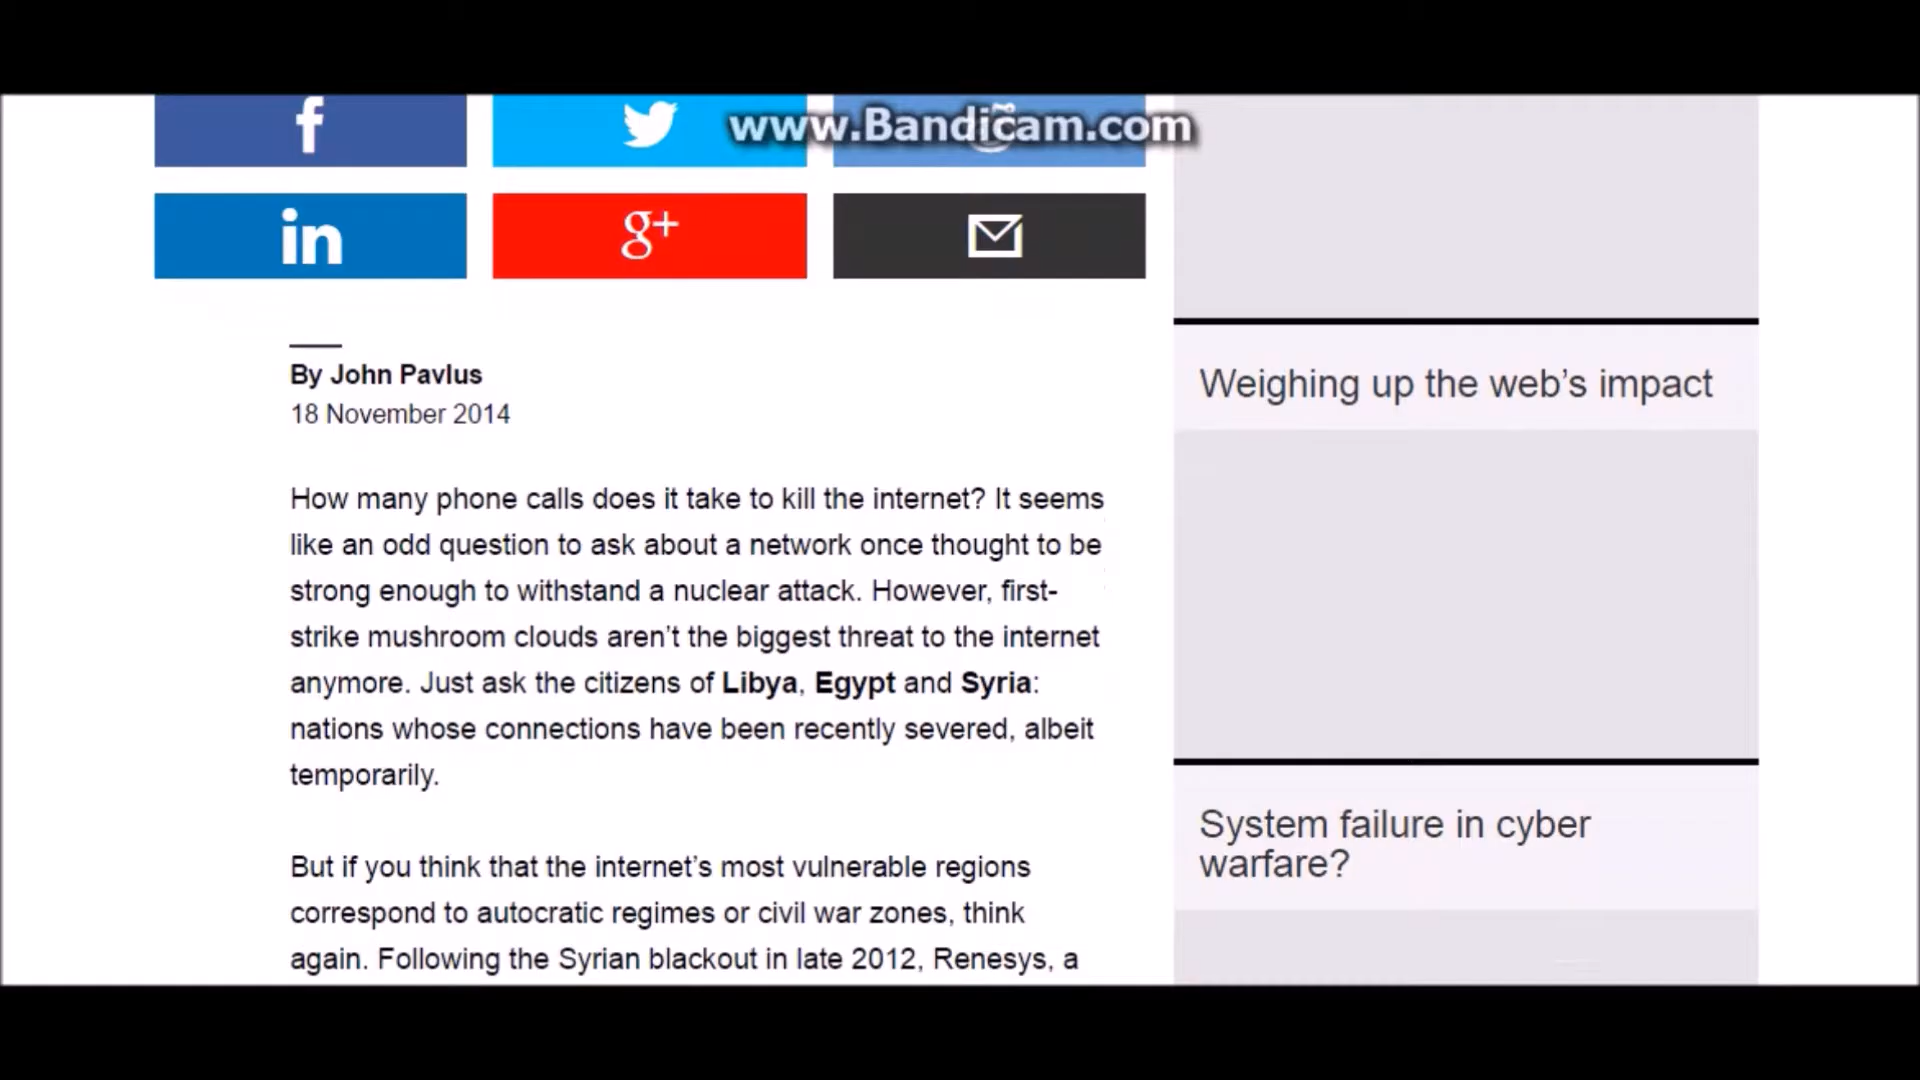 www.Bandicam.com
f
in
g+
By John Pavlus
18 November 2014
How many phone calls does it take to kill the internet? It seems
like an odd question to ask about a network once thought to be
strong enough to withstand a nuclear attack. However, first-
strike mushroom clouds aren’t the biggest threat to the internet
anymore. Just ask the citizens of Libya, Egypt and Syria:
nations whose connections have been recently severed, albeit
temporarily.
But if you think that the internet’s most vulnerable regions
correspond to autocratic regimes or civil war zones, think
again. Following the Syrian blackout in late 2012, Renesys, a
Weighing up the web’s impact
System failure in cyber
warfare?